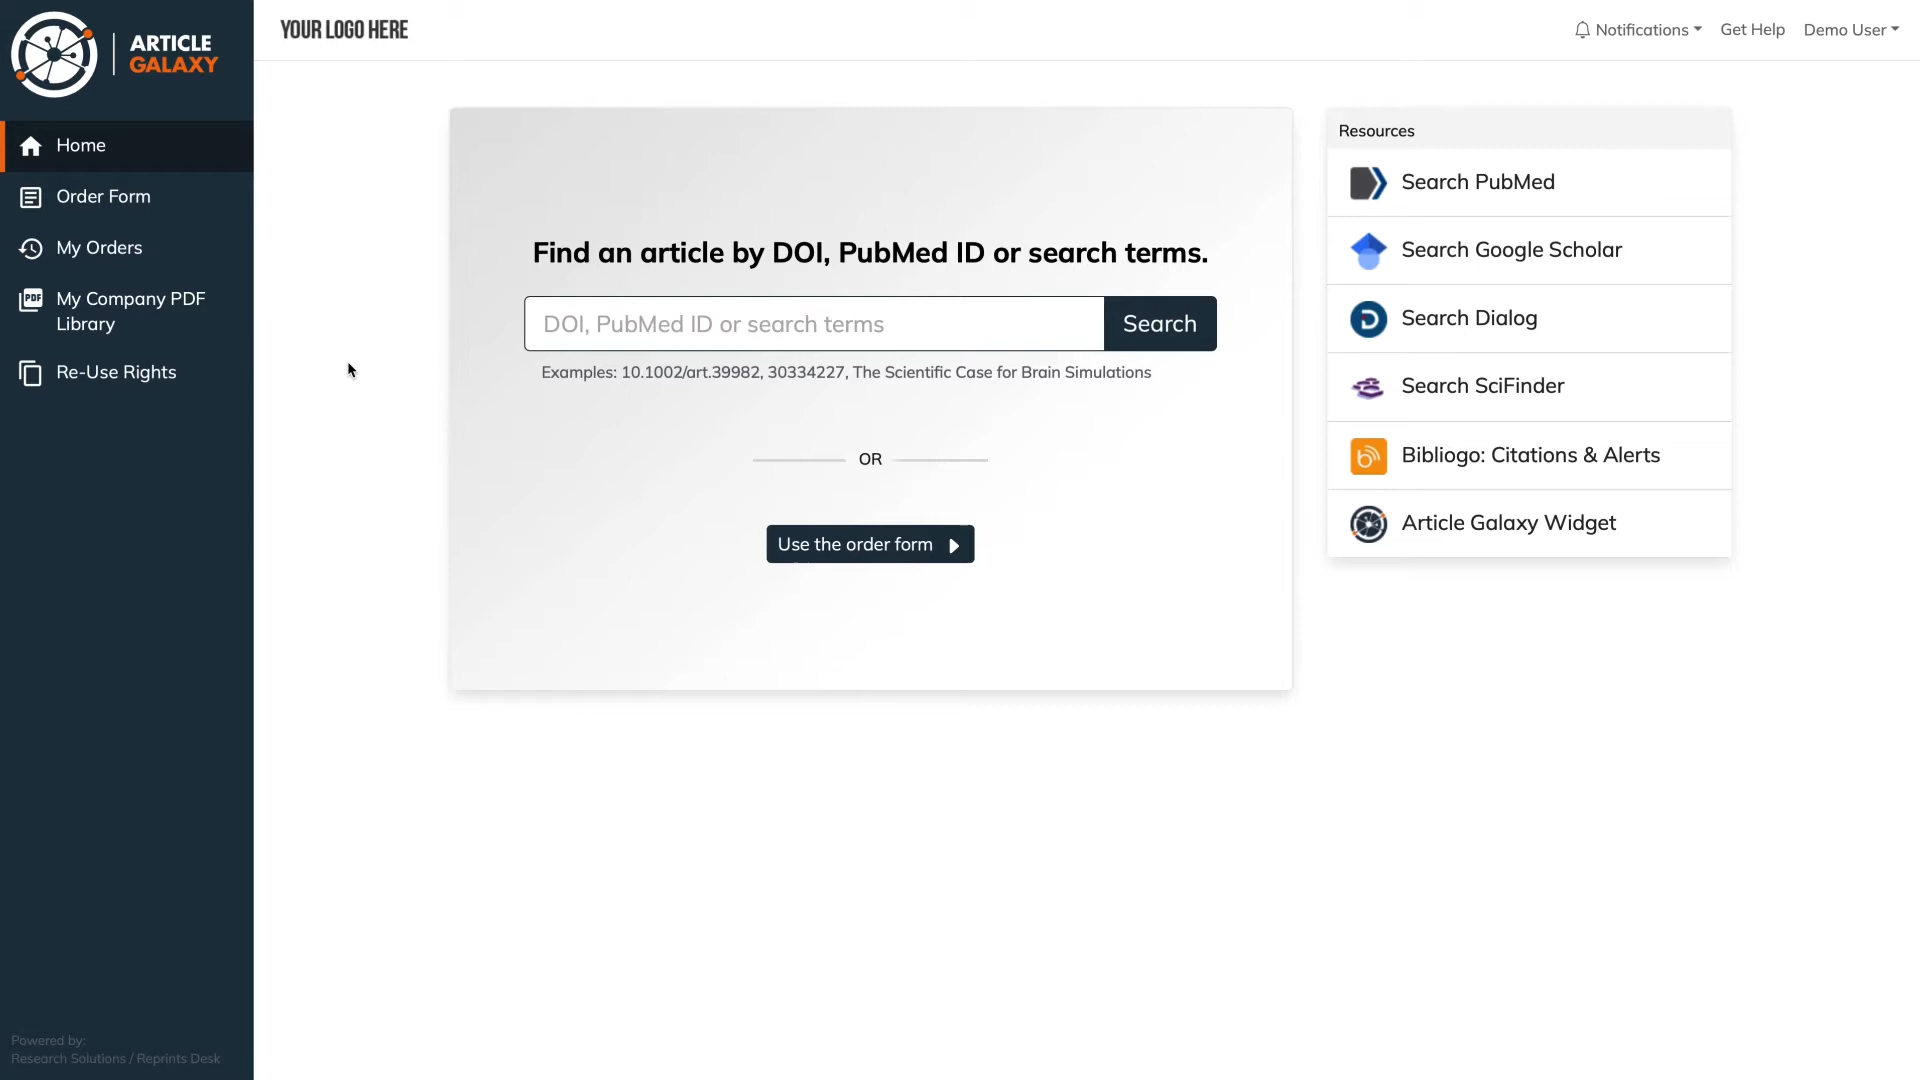 ARTICLE
GALAXY
YOUR LOGO HERE
Notifications
Get Help
Demo User
Home
Order Form
My Orders
PDF
My Company PDF
Library
Re-Use Rights
Find an article by DOI, PubMed ID or search terms.
DOI, PubMed ID or search terms
Search
Examples: 10.1002/art.39982, 30334227, The Scientific Case for Brain Simulations
OR
Use the order form
Resources
Search PubMed
Search Google Scholar
Search Dialog
Search SciFinder
Bibliogo: Citations & Alerts
Article Galaxy Widget
Powered by:
Research Solutions / Reprints Desk